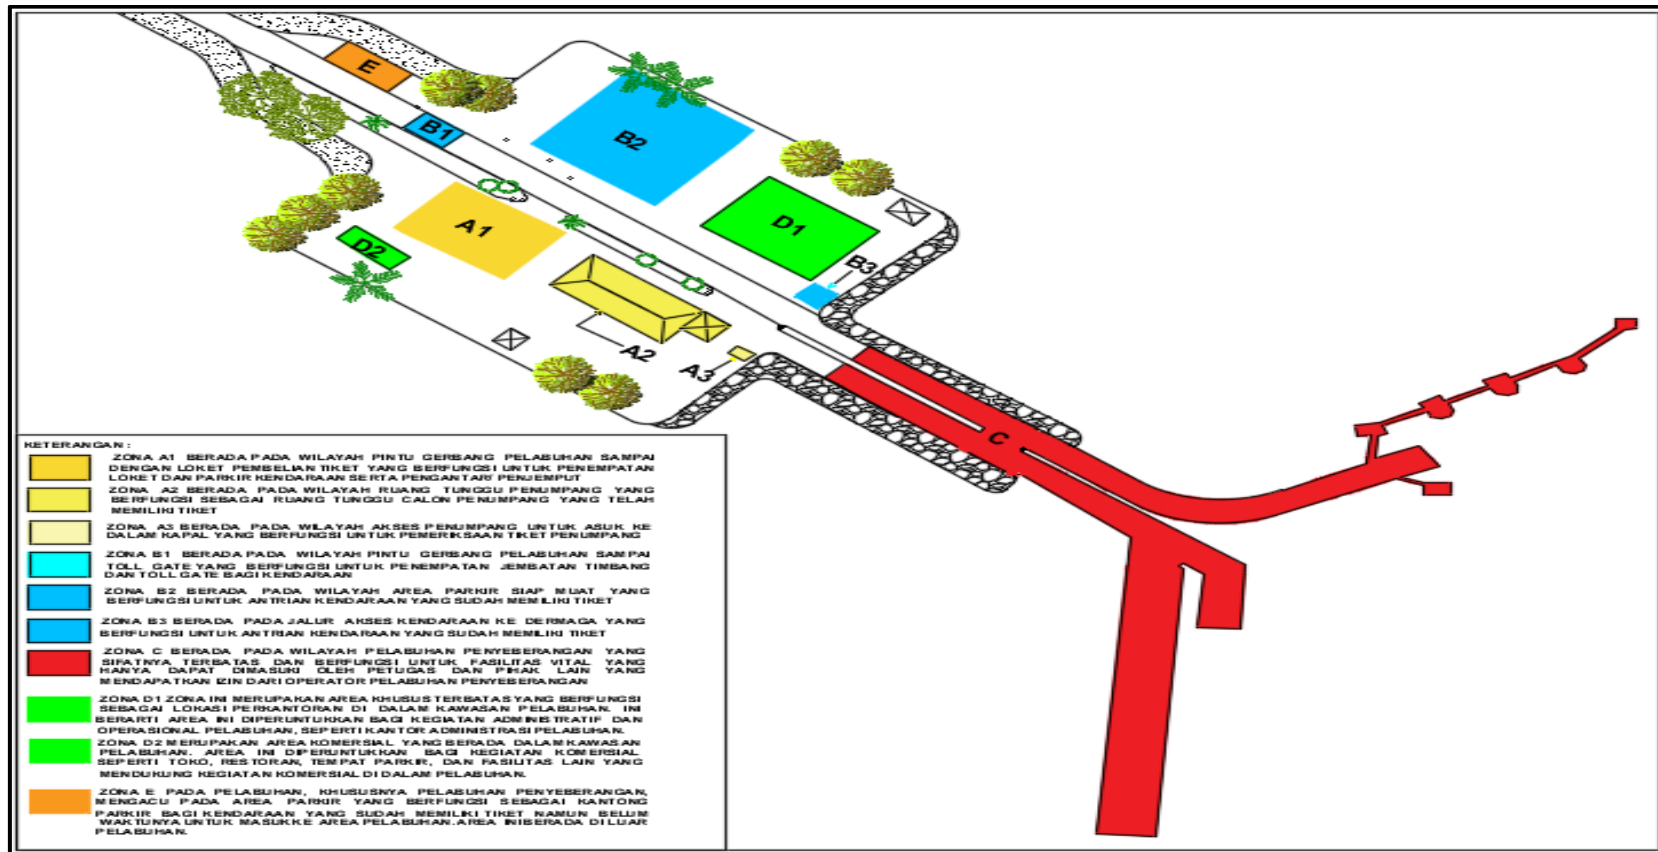 E
B1
B2
A1
D1
D2
B3
A2
A3
C
KETERANGAN :
ZONA A1 BERADA PADA WILAYAH PINTU GERBANG PELABUHAN SAMPAI
DENGAN LOKET PEMBELIAN TIKET YANG BERFUNGSI UNTUK PENEMPATAN
LOKET DAN PARKIR KENDARAAN SERTA PENGANTAR/ PENJEMPUT
ZONA A2 BERADA PADA WILAYAH RUANG TUNGGU PENUMPANG YANG
BERFUNGSI SEBAGAI RUANG TUNGGU CALON PENUMPANG YANG TELAH
MEMILIKI TIKET
ZONA A3 BERADA PADA WILAYAH AKSES PENUMPANG UNTUK ASUK KE
DALAM KAPAL YANG BERFUNGSI UNTUK PEMERIKSAAN TIKET PENUMPANG
ZONA B1 BERADA PADA WILAYAH PINTU GERBANG PELABUHAN SAMPAI
TOLL GATE YANG BERFUNGSI UNTUK PENEMPATAN JEMBATAN TIMBANG
DAN TOLL GATE BAGI KENDARAAN
ZONA B2 BERADA PADA WILAYAH AREA PARKIR SIAP MUAT YANG
BERFUNGSI UNTUK ANTRIAN KENDARAAN YANG SUDAH MEMILIKI TIKET
ZONA B3 BERADA PADA JALUR AKSES KENDARAAN KE DERMAGA YANG
BERFUNGSI UNTUK ANTRIAN KENDARAAN YANG SUDAH MEMILIKI TIKET
ZONA C BERADA PADA WILAYAH PELABUHAN PENYEBERANGAN YANG
SIFATNYA TERBATAS DAN BERFUNGSI UNTUK FASILITAS VITAL YANG
HANYA DAPAT DIMASUKI OLEH PETUGAS DAN PIHAK LAIN YANG
MENDAPATKAN IZIN DARI OPERATOR PELABUHAN PENYEBERANGAN
ZONA D1 ZONA INI MERUPAKAN AREA KHUSUS TERBATAS YANG BERFUNGSI
SEBAGAI LOKASI PERKANTORAN DI DALAM KAWASAN PELABUHAN. INI
BERARTI AREA INI DIPERUNTUKKAN BAGI KEGIATAN ADMINISTRATIF DAN
OPERASIONAL PELABUHAN, SEPERTI KANTOR ADMINISTRASI PELABUHAN.
ZONA D2 MERUPAKAN AREA KOMERSIAL YANG BERADA DALAM KAWASAN
PELABUHAN. AREA INI DIPERUNTUKKAN BAGI KEGIATAN KOMERSIAL
SEPERTI TOKO, RESTORAN, TEMPAT PARKIR, DAN FASILITAS LAIN YANG
MENDUKUNG KEGIATAN KOMERSIAL DI DALAM PELABUHAN.
ZONA E PADA PELABUHAN, KHUSUSNYA PELABUHAN PENYEBERANGAN,
MENGACU PADA AREA PARKIR YANG BERFUNGSI SEBAGAI KANTONG
PARKIR BAGI KENDARAAN YANG SUDAH MEMILIKI TIKET NAMUN BELUM
WAKTUNYA UNTUK MASUK KE AREA PELABUHAN. AREA INI BERADA DI LUAR
PELABUHAN.